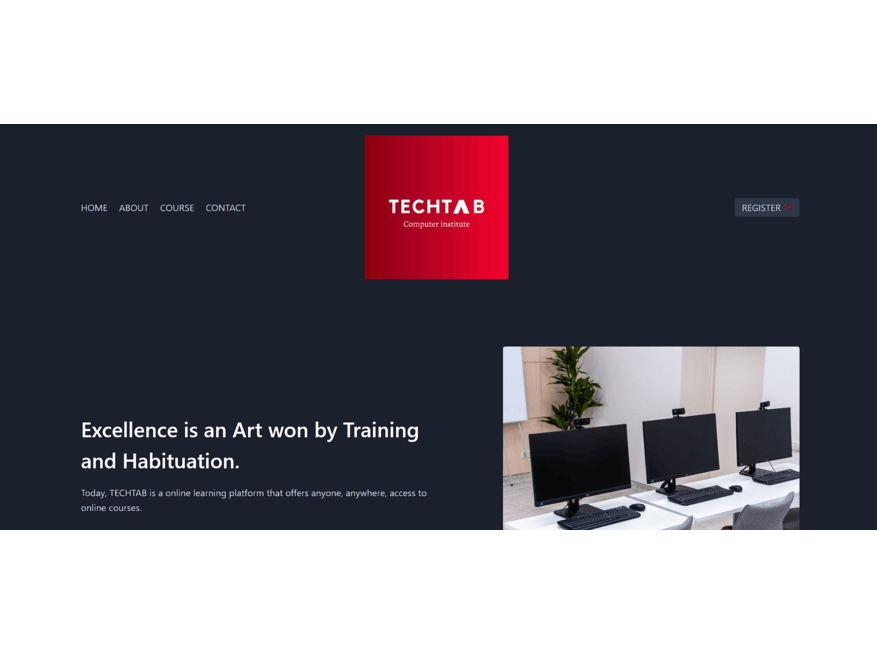 HOME ABOUT COURSE CONTACT
TECHTAB
Computer institute
REGISTER
Excellence is an Art won by Training
and Habituation.
Today, TECHTAB is a online learning platform that offers anyone, anywhere, access to
online courses.